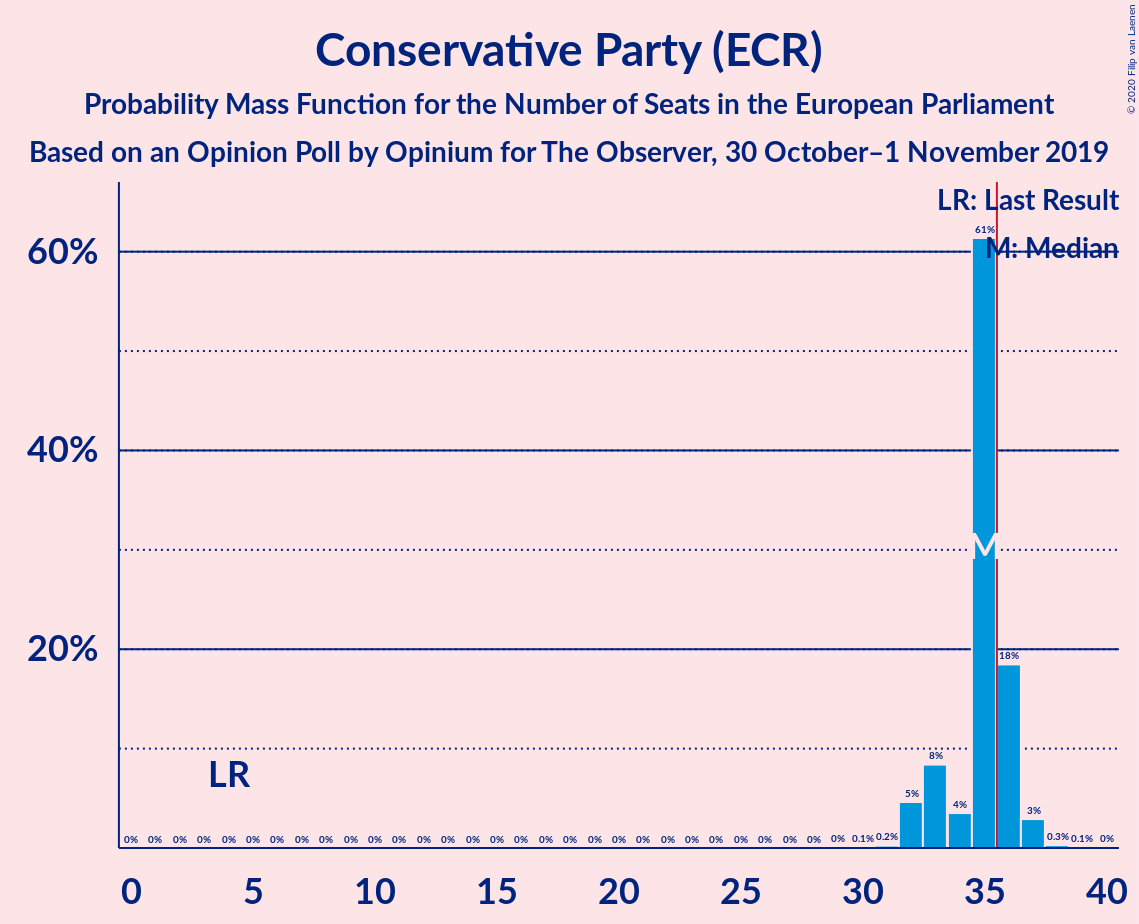 Conservative Party (ECR)
Probability Mass Function for the Number of Seats in the European Parliament
Based on an Opinion Poll by Opinium for The Observer, 30 October–1 November 2019
© 2020 Filip van Laenen
LR: Last Result
M: Median
60%
40%
20%
61%
M
18%
LR
8%
5%
4%
3%
0% 0% 0% 0% 0% 0% 0% 0% 0% 0% 0% 0% 0% 0% 0% 0% 0% 0% 0% 0% 0% 0% 0% 0% 0% 0% 0% 0% 0% 0% 0.1% 0.2% 0.3% 0.1% 0%
0 5 10 15 20 25 30 35 40